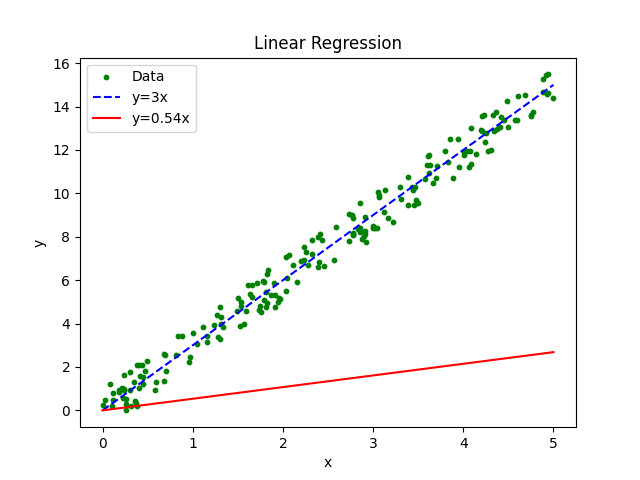 Linear Regression
Data
y=3x
y=0.54x
16
14
12
10
8
6
4
2
0
y
0 1 2 3 4 5
x